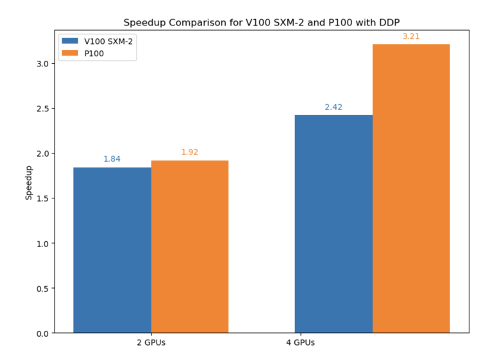 Speedup Comparison for V100 SXM-2 and P100 with DDP
V100 SXM-2
P100
3.21
2.42
1.84
1.92
Speedup
3.0
2.5
2.0
1.5
1.0
0.5
0.0
2 GPUs
4 GPUs